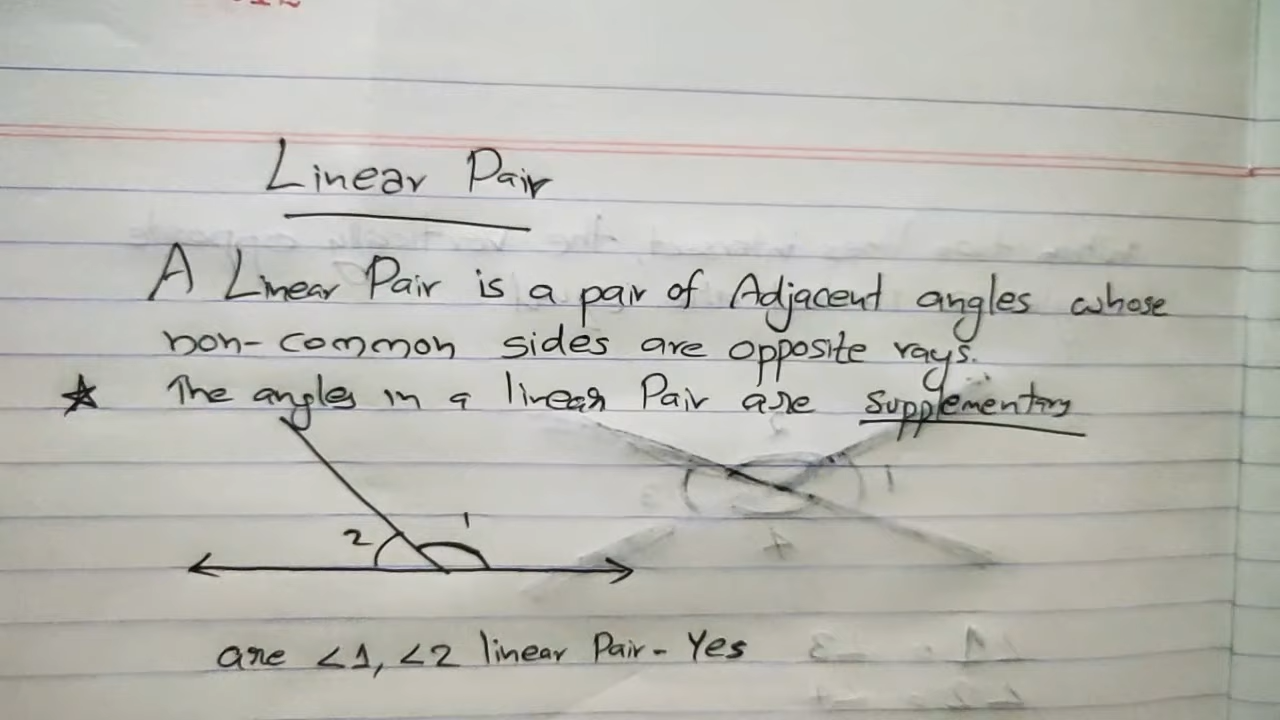 Linear Pair
A Linear Pair is a pair of Adjacent angles whose
non-common sides are opposite rays.
★ The angles in a linear Pair are Supplementary
2 1
are <1, <2 linear Pair - Yes